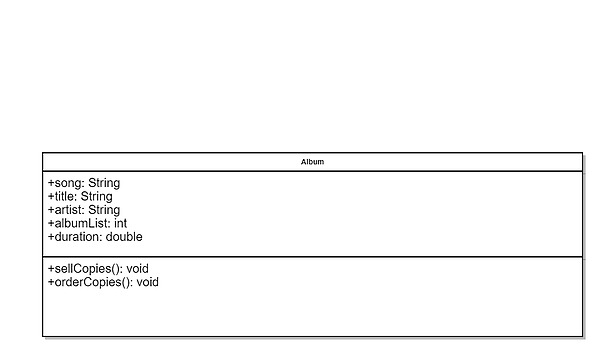 Album
+song: String
+title: String
+artist: String
+albumList: int
+duration: double
+sellCopies(): void
+orderCopies(): void